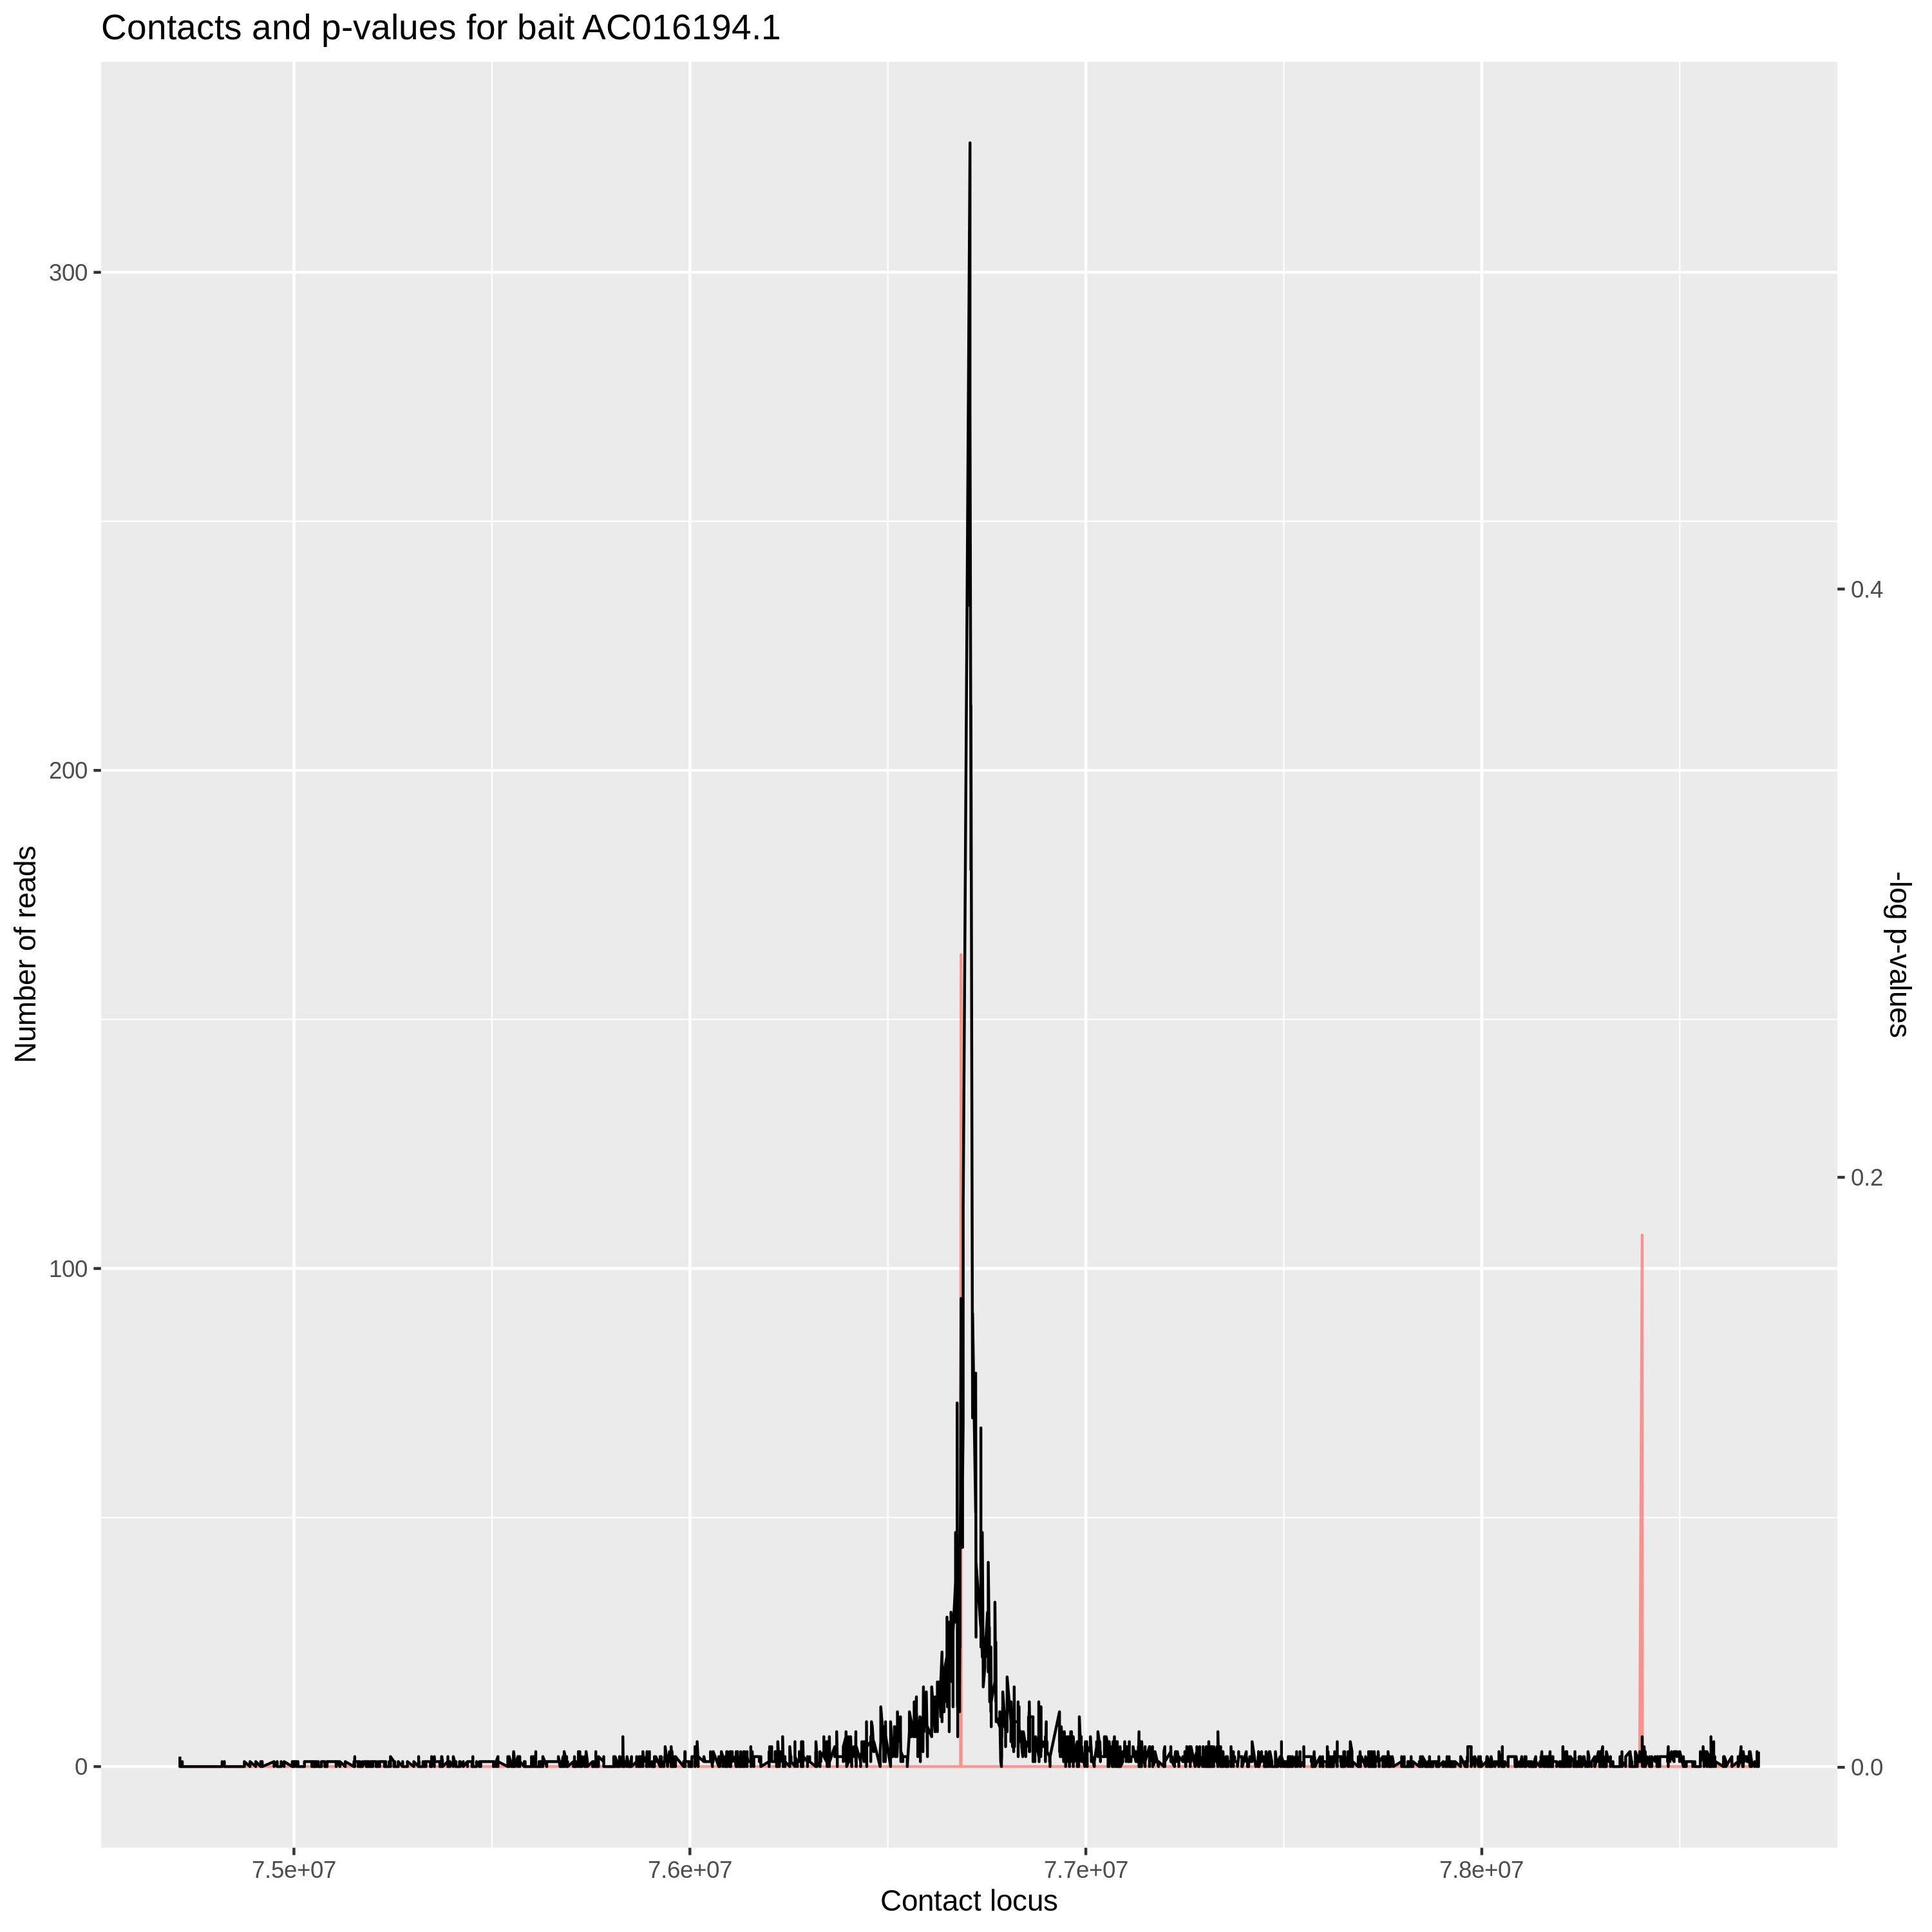 Contacts and p-values for bait AC016194.1
300
200
100
0
Number of reads
0.4
0.2
0.0
-log p-values
7.5e+07
7.6e+07
7.7e+07
7.8e+07
Contact locus